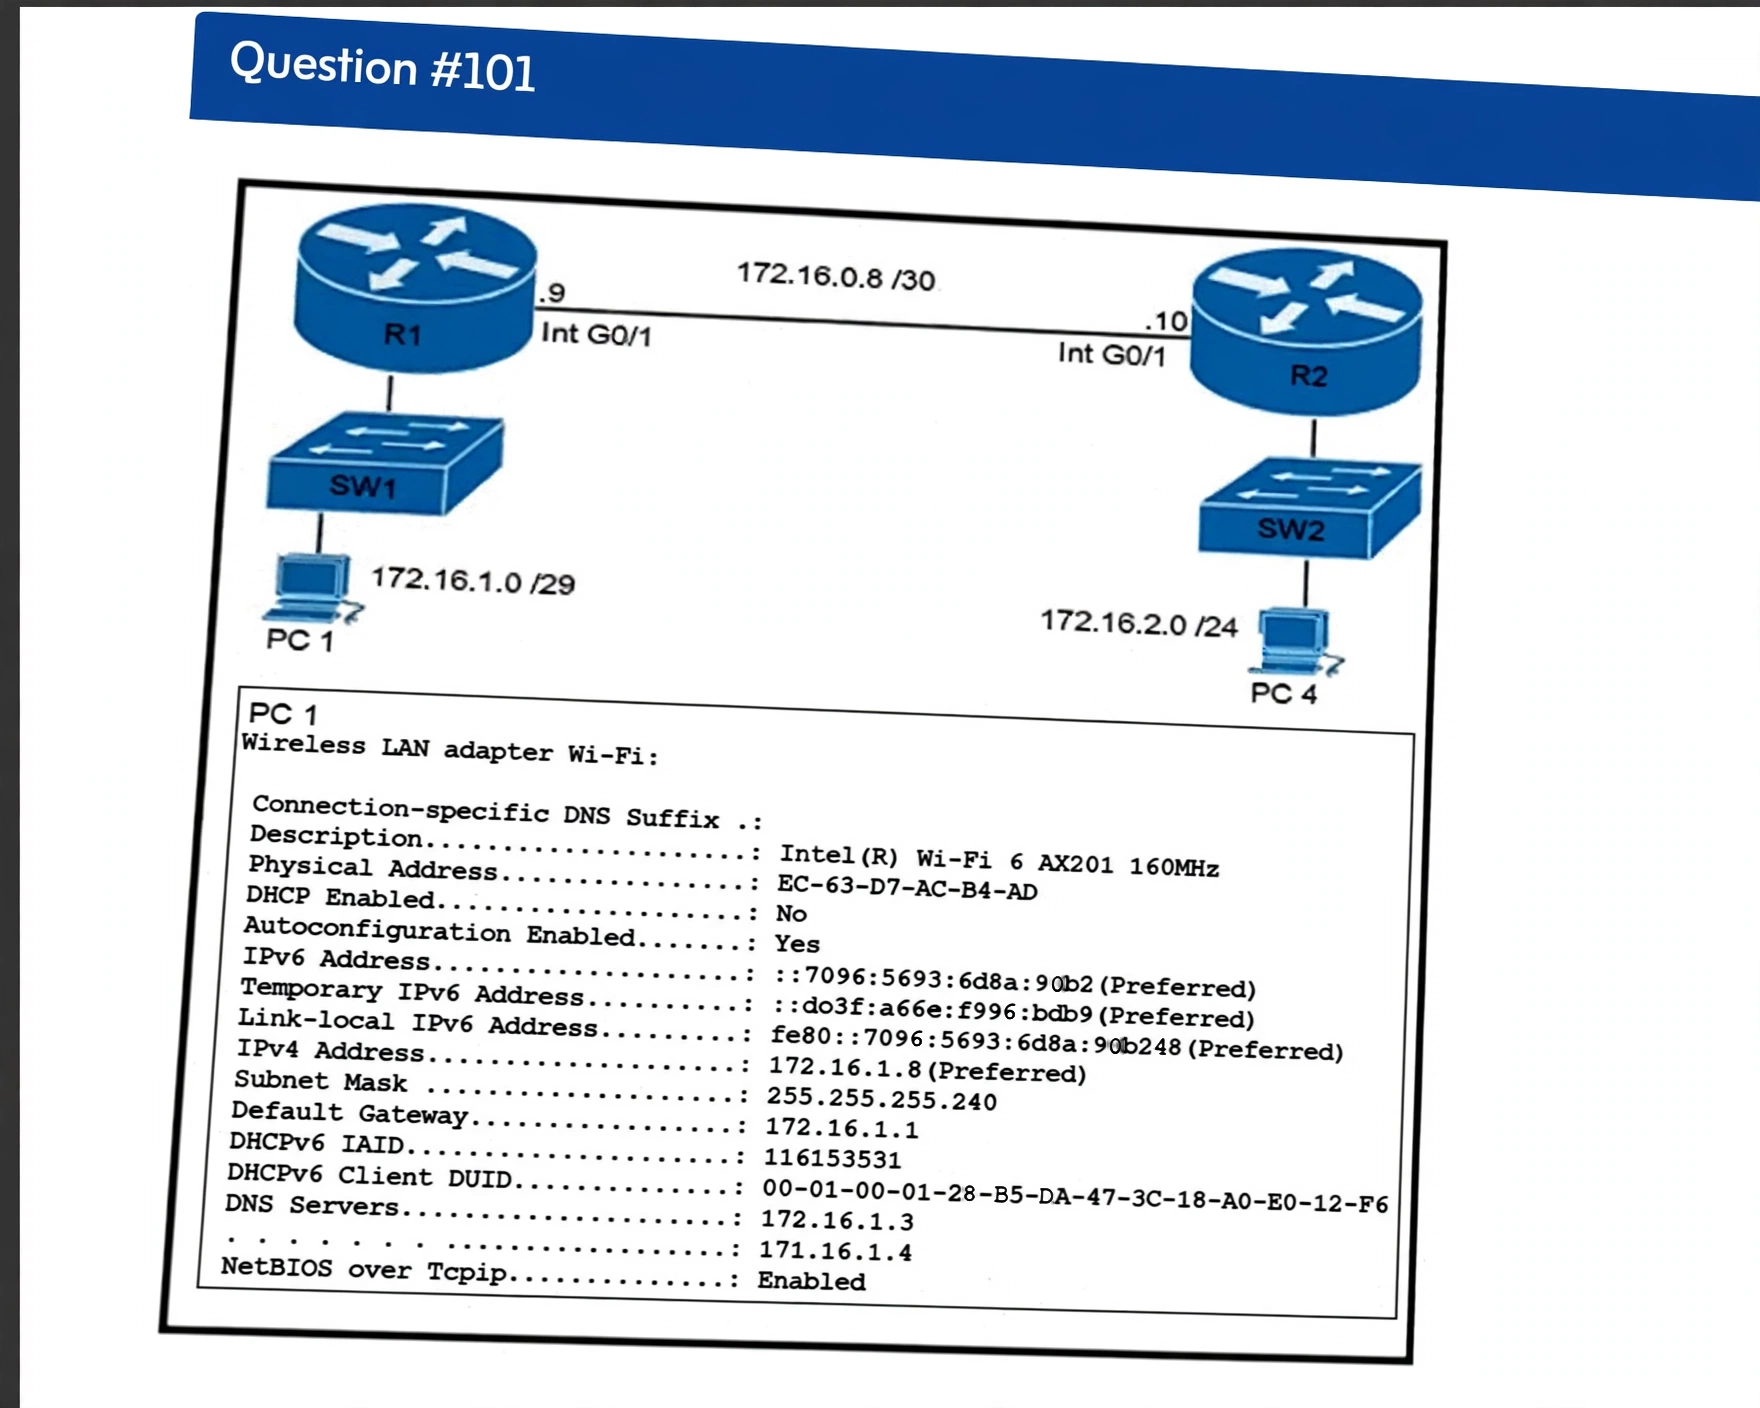 Question #101
172.16.0.8 /30
.9
.10
Int G0/1
Int G0/1
R1
R2
SW1
SW2
172.16.1.0 /29
172.16.2.0 /24
PC 1
PC 4
PC 1
Wireless LAN adapter Wi-Fi:
Connection-specific DNS Suffix .:
Description.....................: Intel(R) Wi-Fi 6 AX201 160MHz
Physical Address................: EC-63-D7-AC-B4-AD
DHCP Enabled....................: No
Autoconfiguration Enabled.......: Yes
IPv6 Address....................: ::7096:5693:6d8a:90b2(Preferred)
Temporary IPv6 Address..........: ::do3f:a66e:f996:bdb9(Preferred)
Link-local IPv6 Address.........: fe80::7096:5693:6d8a:90b248(Preferred)
IPv4 Address....................: 172.16.1.8(Preferred)
Subnet Mask ....................: 255.255.255.240
Default Gateway.................: 172.16.1.1
DHCPv6 IAID.....................: 116153531
DHCPv6 Client DUID..............: 00-01-00-01-28-B5-DA-47-3C-18-A0-E0-12-F6
DNS Servers.....................: 172.16.1.3
. . . . . . . ..................: 171.16.1.4
NetBIOS over Tcpip..............: Enabled